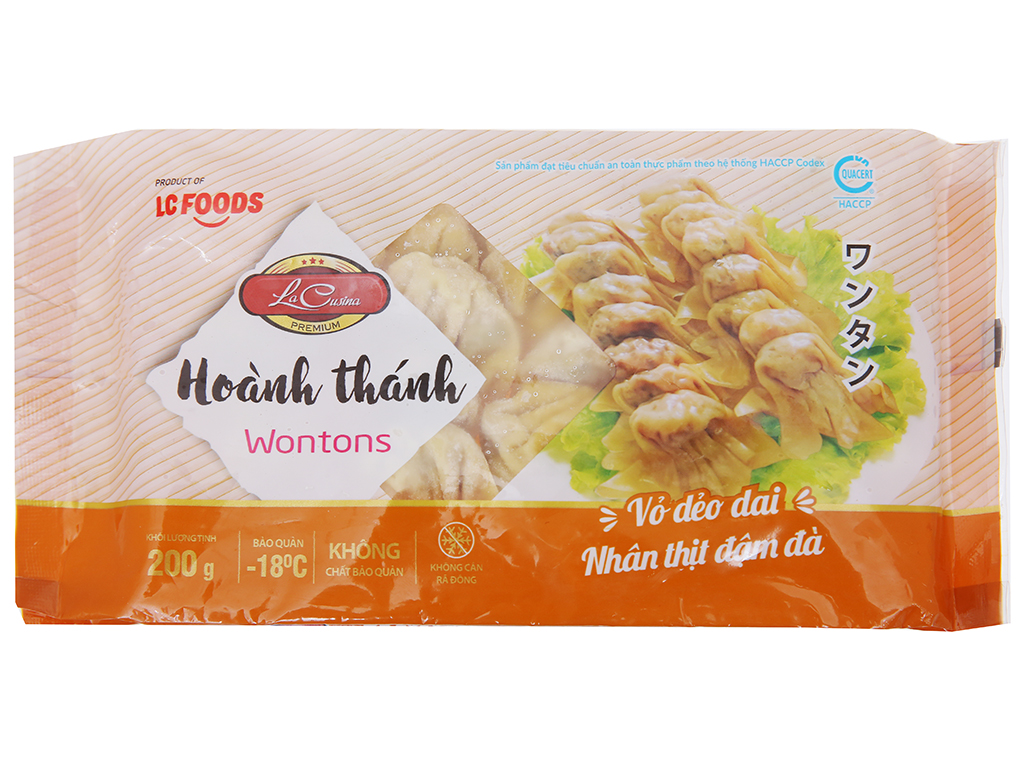 PRODUCT OF
LC FOODS
Sản phẩm đạt tiêu chuẩn an toàn thực phẩm theo hệ thống HACCP Codex
QUACERT
HACCP
La Cusina
PREMIUM
Hoành thánh
Wontons
ワンタン
Vỏ dẻo dai
Nhân thịt đậm đà
KHỐI LƯỢNG TỊNH
200 g
BẢO QUẢN
-18⁰C
KHÔNG
CHẤT BẢO QUẢN
KHÔNG CẦN
RÃ ĐÔNG